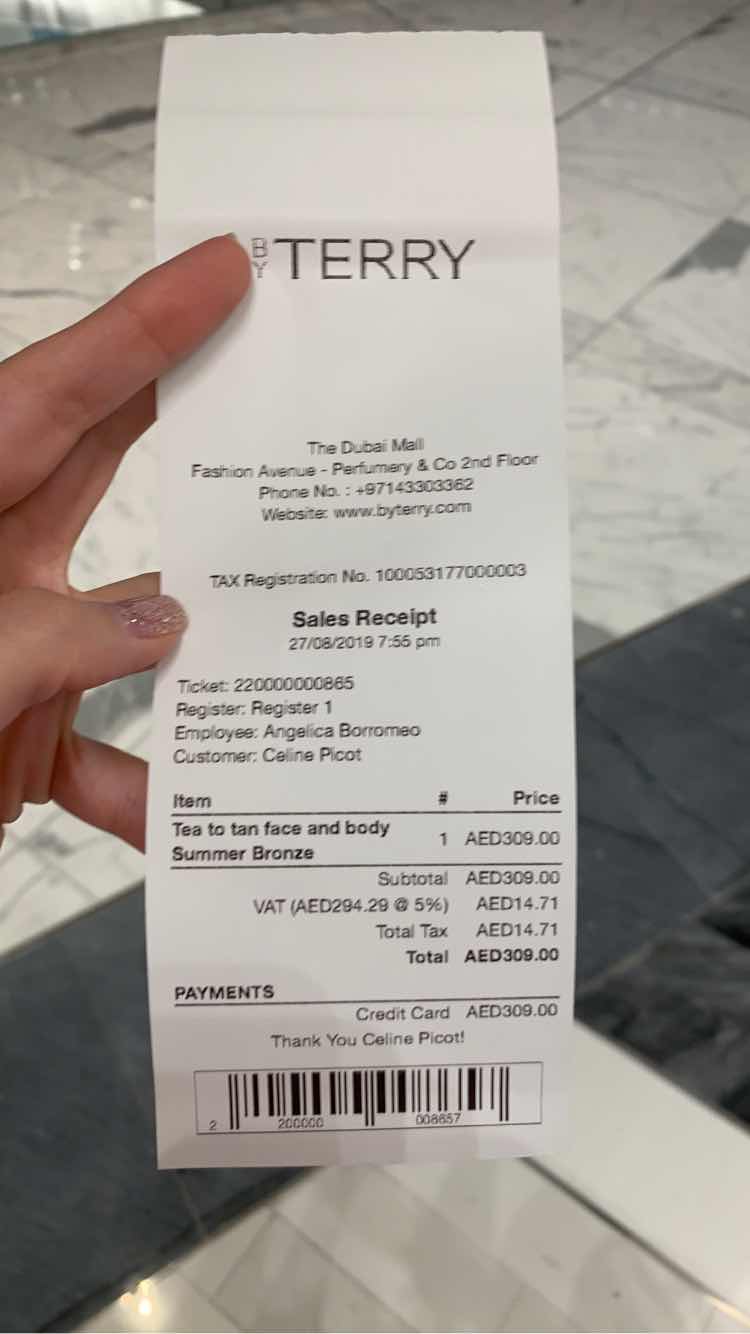 BY TERRY
The Dubai Mall
Fashion Avenue - Perfumery & Co 2nd Floor
Phone No. : +97143303362
Website: www.byterry.com
TAX Registration No. 100053177000003
Sales Receipt
27/08/2019 7:55 pm
Ticket: 220000000865
Register: Register 1
Employee: Angelica Borromeo
Customer: Celine Picot
Item # Price
Tea to tan face and body
Summer Bronze 1 AED309.00
Subtotal AED309.00
VAT (AED294.29 @ 5%) AED14.71
Total Tax AED14.71
Total AED309.00
PAYMENTS
Credit Card AED309.00
Thank You Celine Picot!
2 200000 008657